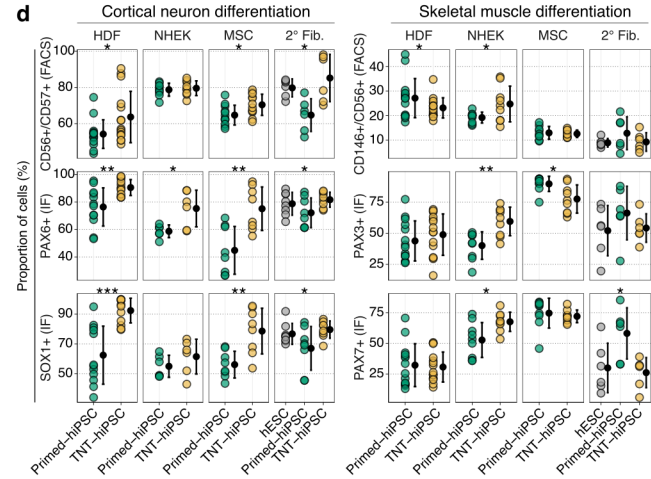 d
Cortical neuron differentiation
Skeletal muscle differentiation
HDF NHEK MSC 2° Fib.
HDF NHEK MSC 2° Fib.
Proportion of cells (%)
CD56+/CD57+ (FACS)
100
80
60
* * *
CD146+/CD56+ (FACS)
40
30
20
10
* *
PAX6+ (IF)
100
80
60
40
** * ** *
PAX3+ (IF)
75
50
25
** *
SOX1+ (IF)
90
70
50
*** ** *
PAX7+ (IF)
75
50
25
* *
Primed–hiPSC
TNT–hiPSC
Primed–hiPSC
TNT–hiPSC
Primed–hiPSC
TNT–hiPSC
hESC
Primed–hiPSC
TNT–hiPSC
Primed–hiPSC
TNT–hiPSC
Primed–hiPSC
TNT–hiPSC
Primed–hiPSC
TNT–hiPSC
hESC
Primed–hiPSC
TNT–hiPSC